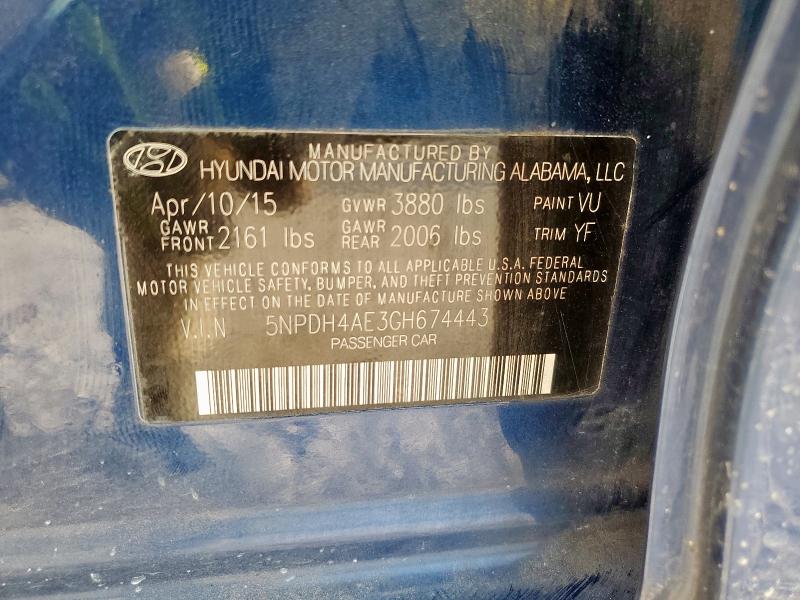 MANUFACTURED BY
HYUNDAI MOTOR MANUFACTURING ALABAMA, LLC
Apr/10/15 GVWR 3880 lbs PAINT VU
GAWR FRONT 2161 lbs GAWR REAR 2006 lbs TRIM YF
THIS VEHICLE CONFORMS TO ALL APPLICABLE U.S.A. FEDERAL
MOTOR VEHICLE SAFETY, BUMPER, AND THEFT PREVENTION STANDARDS
IN EFFECT ON THE DATE OF MANUFACTURE SHOWN ABOVE
V.I.N 5NPDH4AE3GH674443
PASSENGER CAR